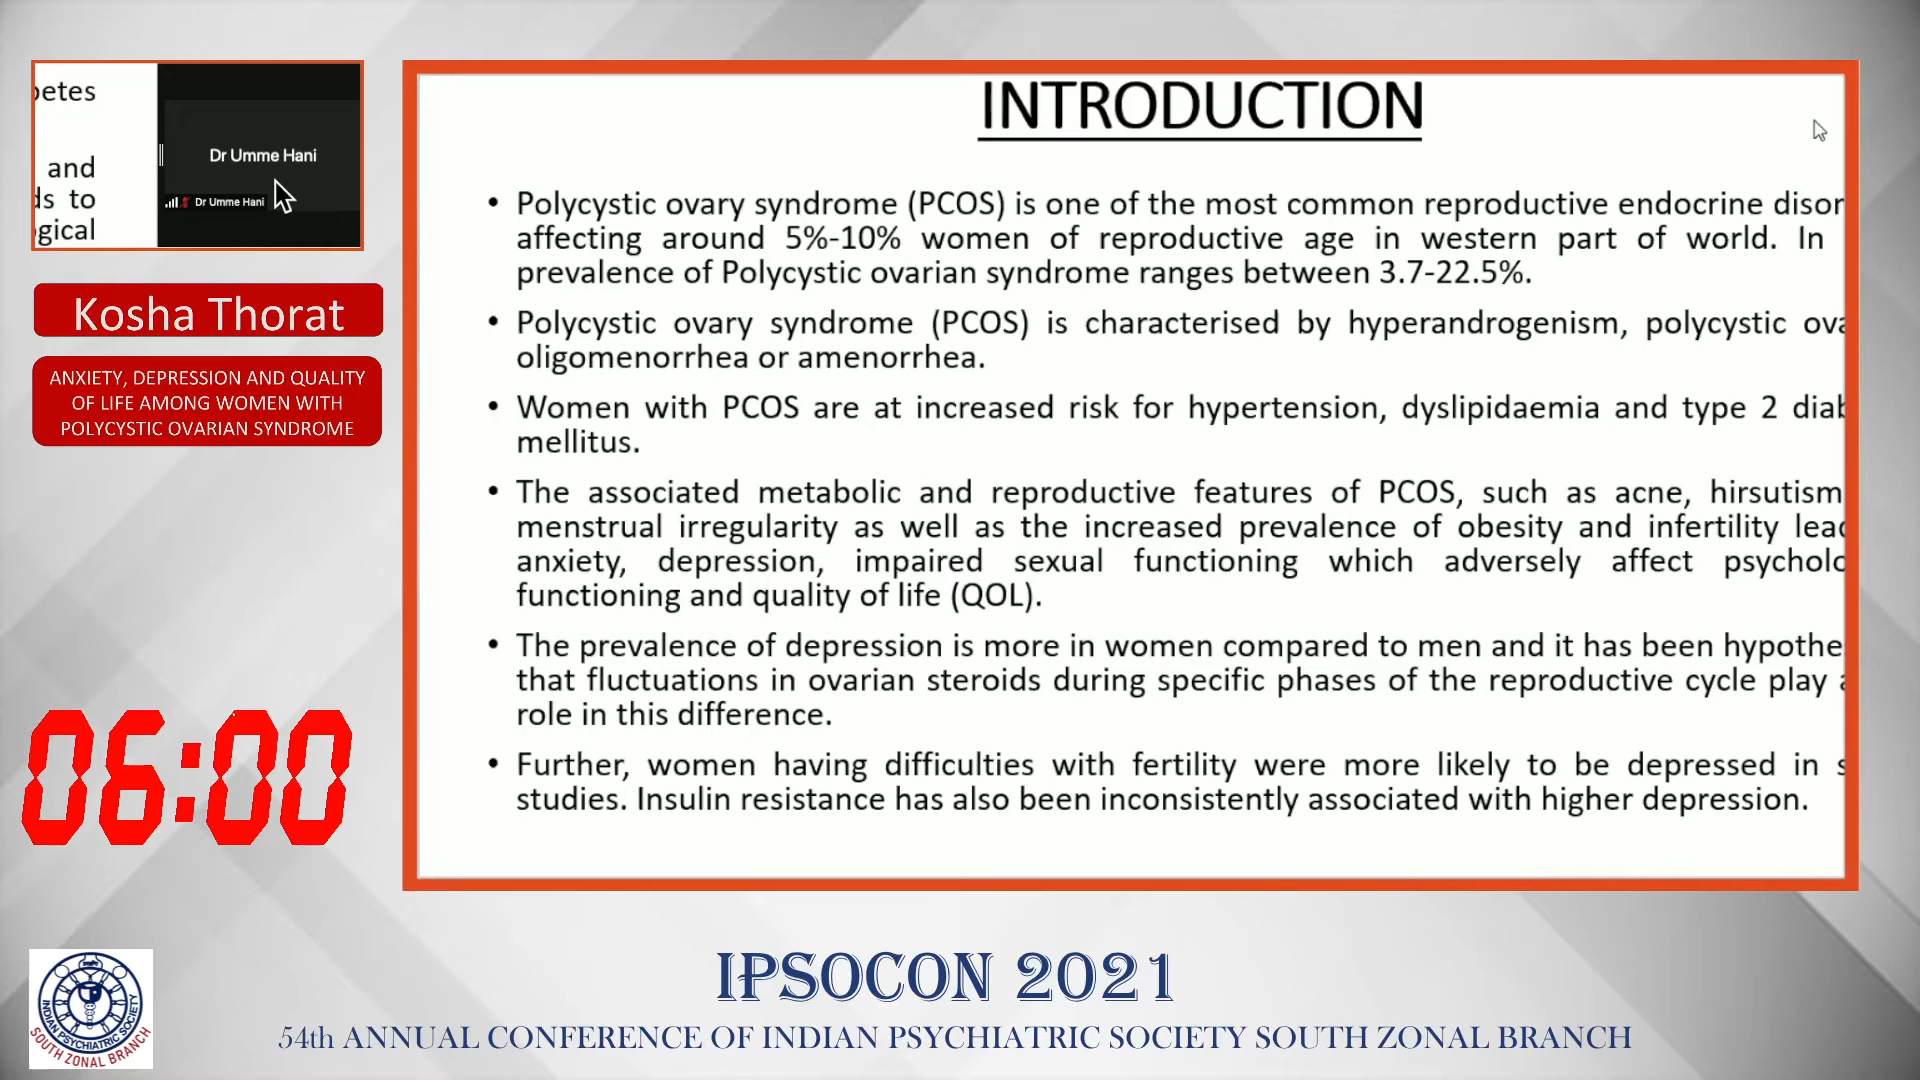 betes
and
ds to
gical
Dr Umme Hani
Dr Umme Hani
Kosha Thorat
ANXIETY, DEPRESSION AND QUALITY
OF LIFE AMONG WOMEN WITH
POLYCYSTIC OVARIAN SYNDROME
06:00
INTRODUCTION
• Polycystic ovary syndrome (PCOS) is one of the most common reproductive endocrine disor
affecting around 5%-10% women of reproductive age in western part of world. In
prevalence of Polycystic ovarian syndrome ranges between 3.7-22.5%.
• Polycystic ovary syndrome (PCOS) is characterised by hyperandrogenism, polycystic ova
oligomenorrhea or amenorrhea.
• Women with PCOS are at increased risk for hypertension, dyslipidaemia and type 2 diab
mellitus.
• The associated metabolic and reproductive features of PCOS, such as acne, hirsutism
menstrual irregularity as well as the increased prevalence of obesity and infertility lead
anxiety, depression, impaired sexual functioning which adversely affect psycholo
functioning and quality of life (QOL).
• The prevalence of depression is more in women compared to men and it has been hypothe
that fluctuations in ovarian steroids during specific phases of the reproductive cycle play a
role in this difference.
• Further, women having difficulties with fertility were more likely to be depressed in s
studies. Insulin resistance has also been inconsistently associated with higher depression.
INDIAN PSYCHIATRIC SOCIETY
SOUTH ZONAL BRANCH
IPSOCON 2021
54th ANNUAL CONFERENCE OF INDIAN PSYCHIATRIC SOCIETY SOUTH ZONAL BRANCH